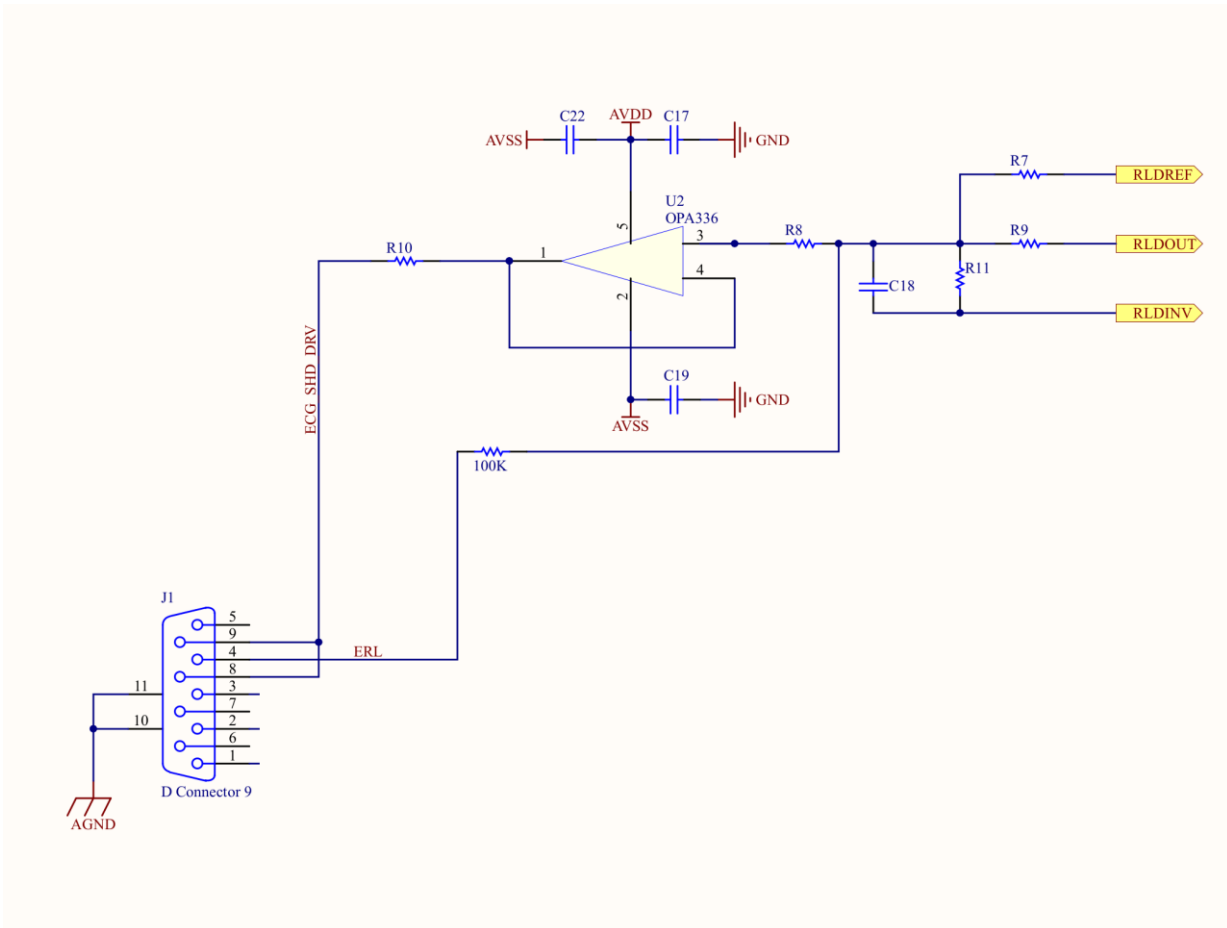 C22
AVDD
C17
AVSS
GND
R7
RLDREF
U2
OPA336
5
3
R8
R9
RLDOUT
R10
1
4
R11
C18
2
RLDINV
ECG SHD DRV
C19
GND
AVSS
100K
J1
5
9
4
ERL
8
11
3
7
10
2
6
1
D Connector 9
AGND